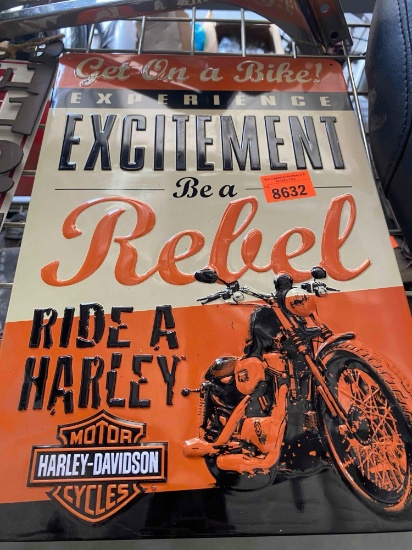 Get On a Bike!
EXPERIENCE
EXCITEMENT
Be a
8632
Rebel
RIDE A
HARLEY
MOTOR
HARLEY-DAVIDSON
CYCLES